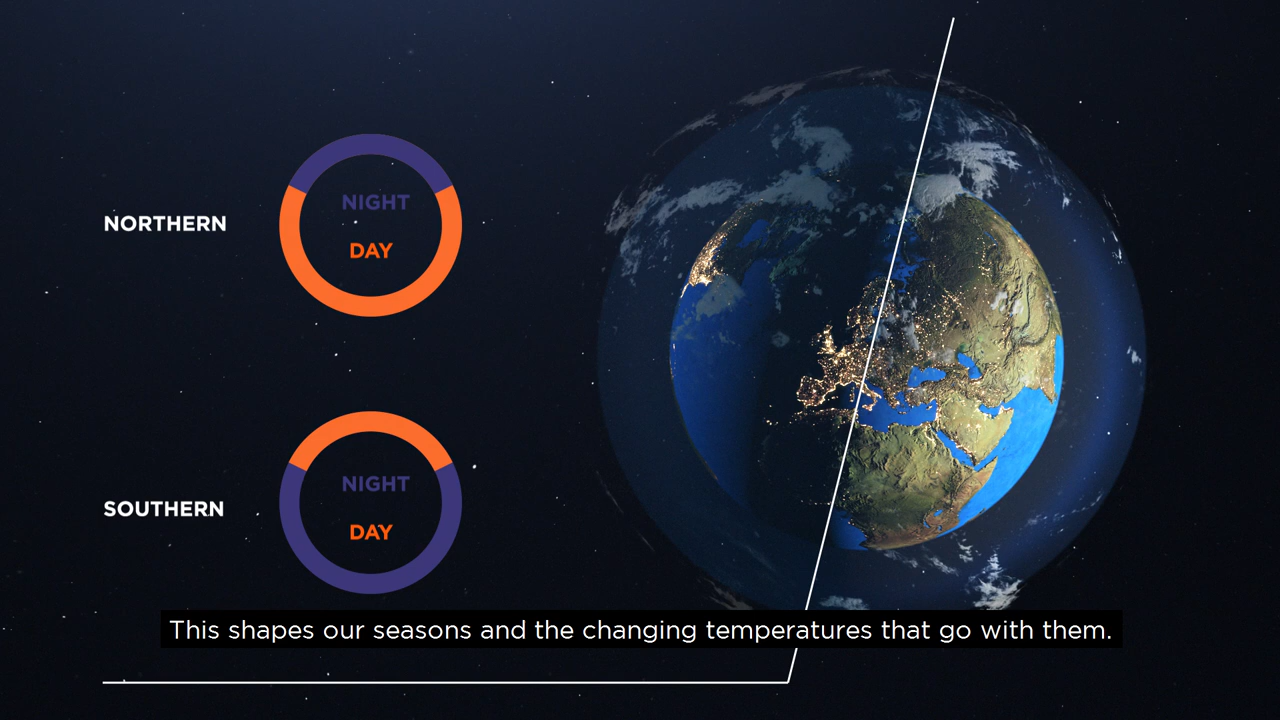 NORTHERN
NIGHT
DAY
SOUTHERN
NIGHT
DAY
This shapes our seasons and the changing temperatures that go with them.